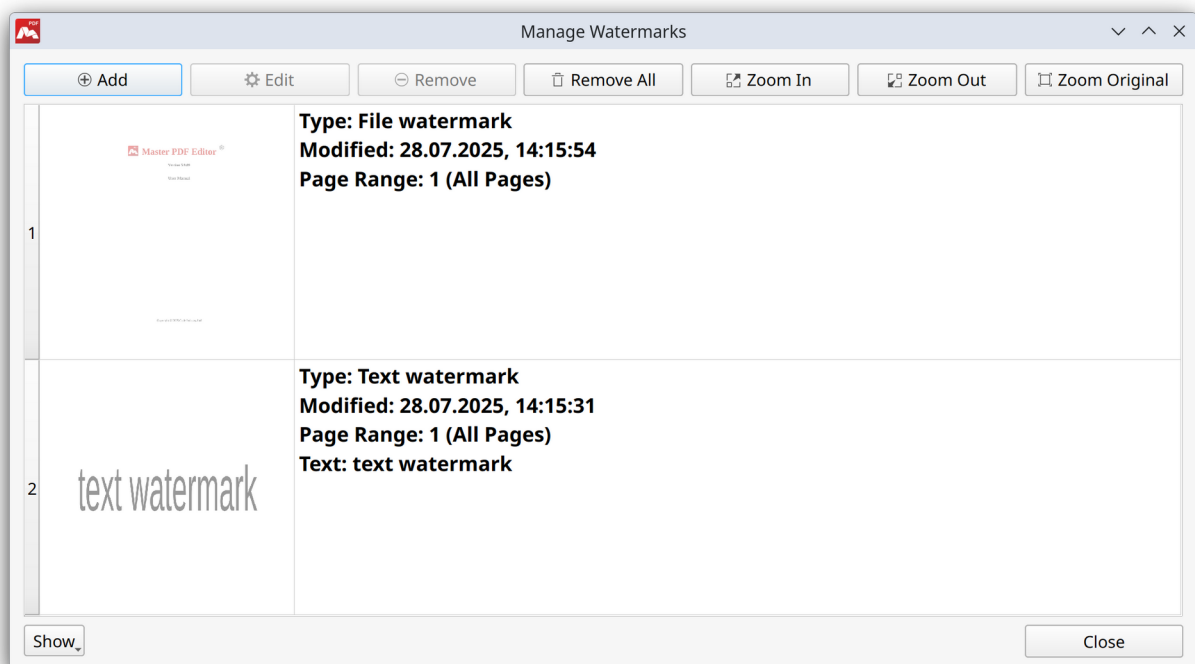 Manage Watermarks
Add
Edit
Remove
Remove All
Zoom In
Zoom Out
Zoom Original
1
Master PDF Editor
User Manual
Type: File watermark
Modified: 28.07.2025, 14:15:54
Page Range: 1 (All Pages)
2
text watermark
Type: Text watermark
Modified: 28.07.2025, 14:15:31
Page Range: 1 (All Pages)
Text: text watermark
Show
Close